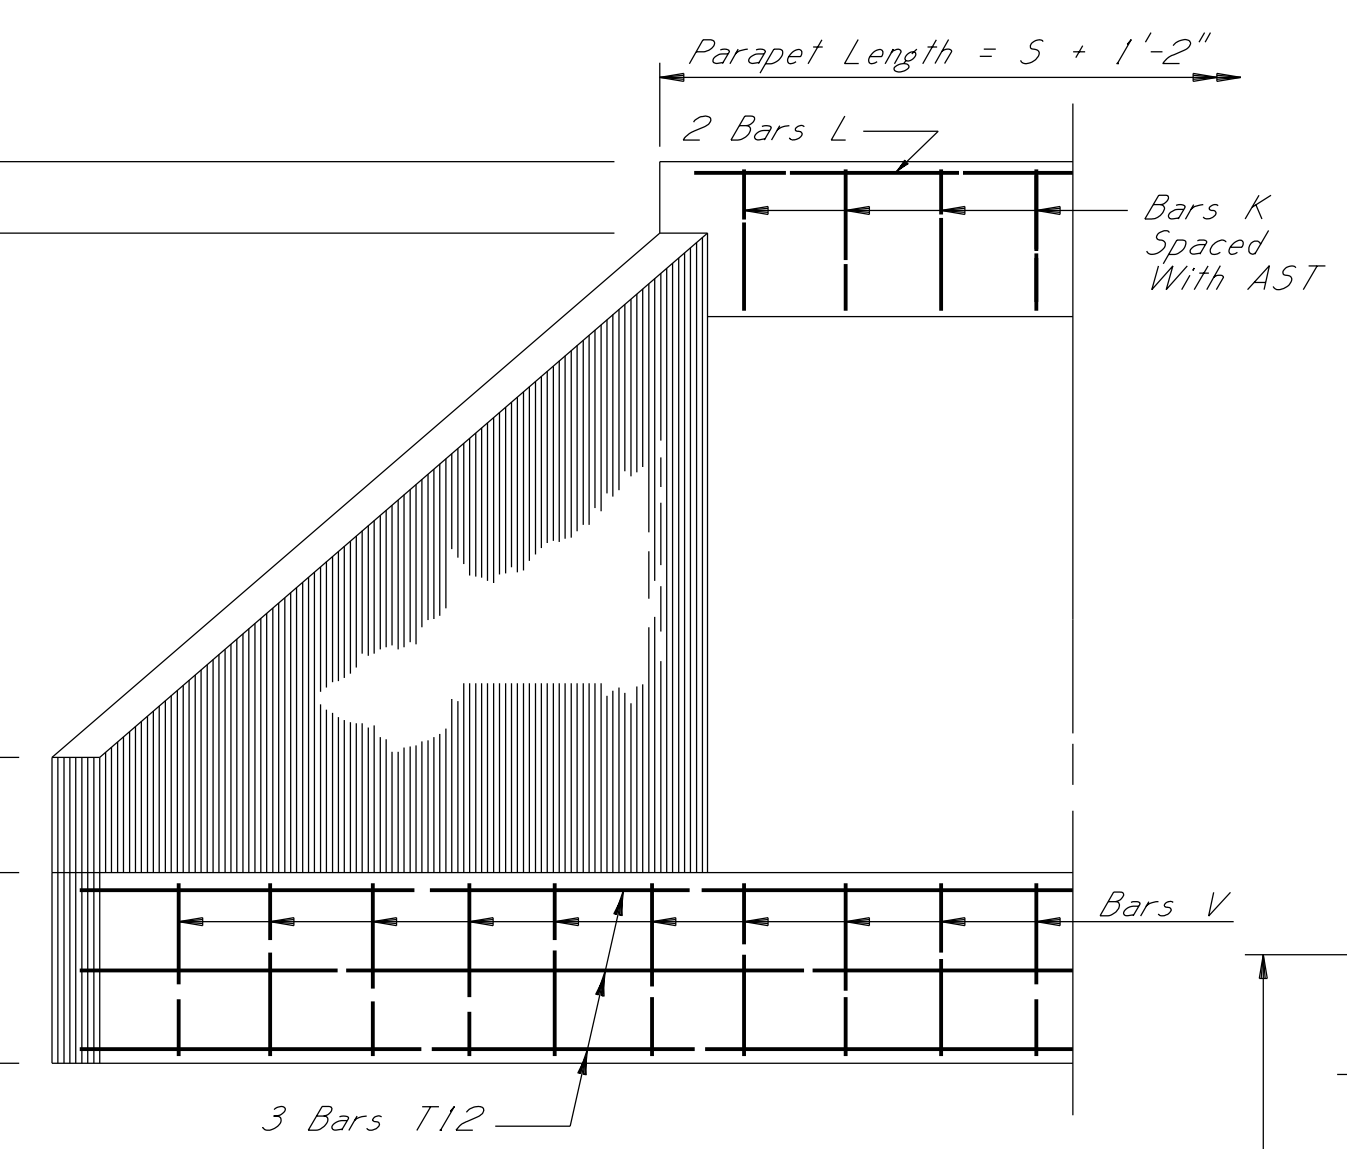 Parapet Length = S + 1'-2"
2 Bars L
Bars K
Spaced
With AST
Bars V
3 Bars T12